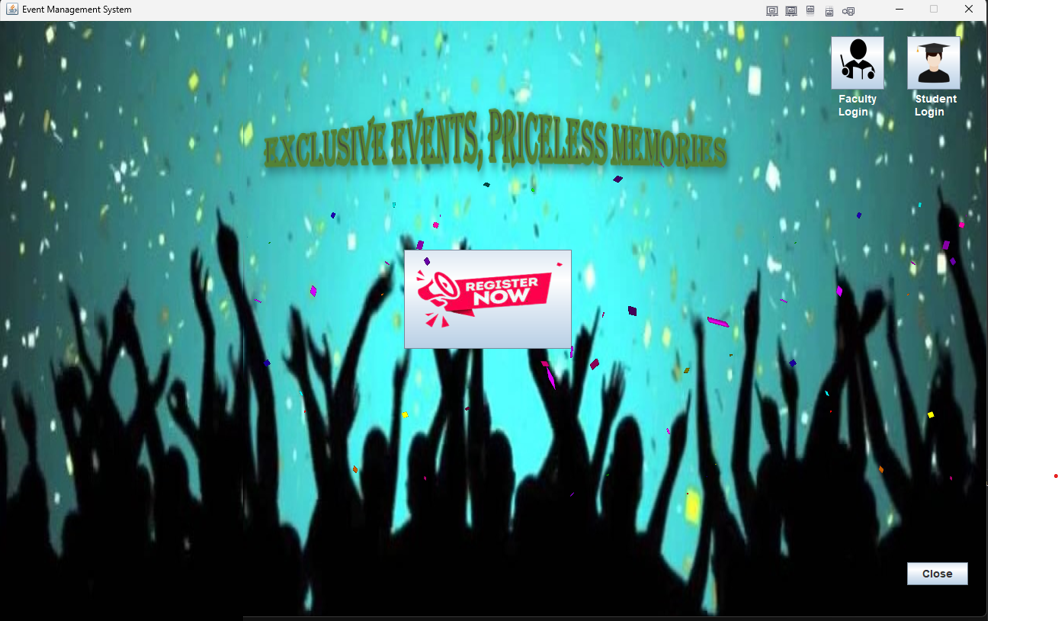 Event Management System
Faculty
Login
Student
Login
EXCLUSIVE EVENTS, PRICELESS MEMORIES
REGISTER
NOW
Close